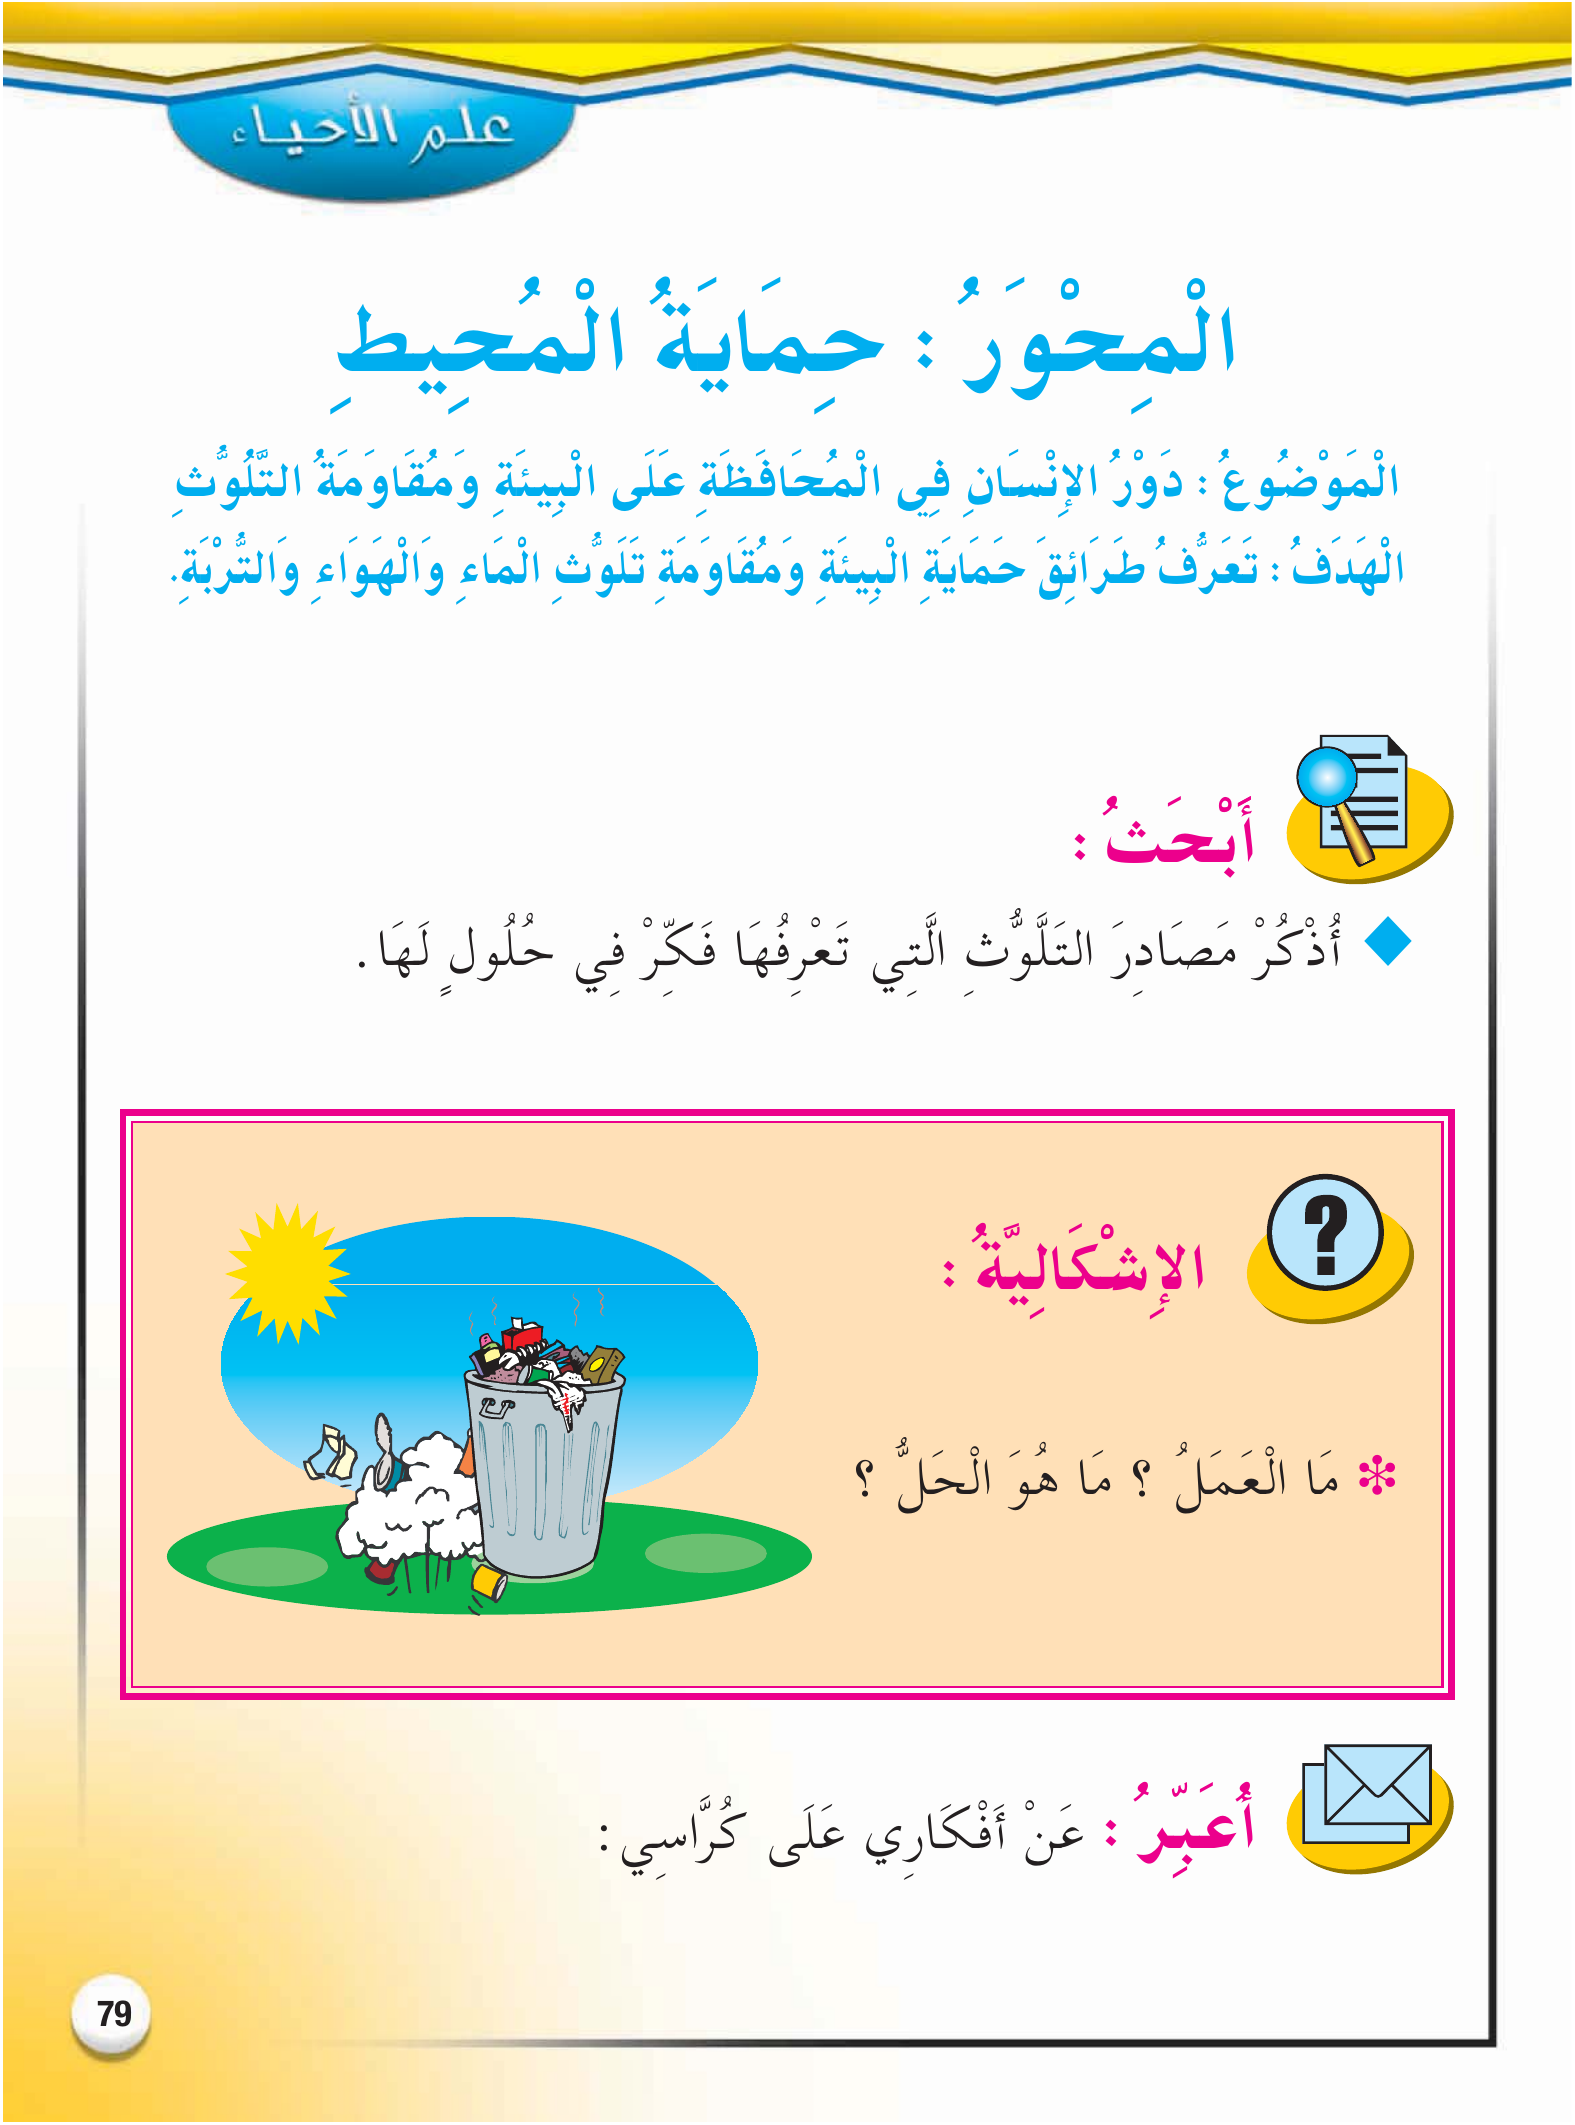 علم الأحياء
الْمِحْوَرُ : حِمَايَةُ الْمُحِيطِ
الْمَوْضُوعُ : دَوْرُ الإِنْسَانِ فِي الْمُحَافَظَةِ عَلَى الْبِيئَةِ وَمُقَاوَمَةُ التَّلُوُّثِ
الْهَدَفُ : تَعَرُّفُ طَرَائِقَ حَمَايَةِ الْبِيئَةِ وَمُقَاوَمَةِ تَلَوُّثِ الْمَاءِ وَالْهَوَاءِ وَالتُّرْبَةِ.
أَبْحَثُ :
أُذْكُرْ مَصَادِرَ التَلَّوُّثِ الَّتِي تَعْرِفُهَا فَكِّرْ فِي حُلُولٍ لَهَا .
?
الإِشْكَالِيَّةُ :
مَا الْعَمَلُ ؟ مَا هُوَ الْحَلُّ ؟
أُعَبِّرُ : عَنْ أَفْكَارِي عَلَى كُرَّاسِي :
79